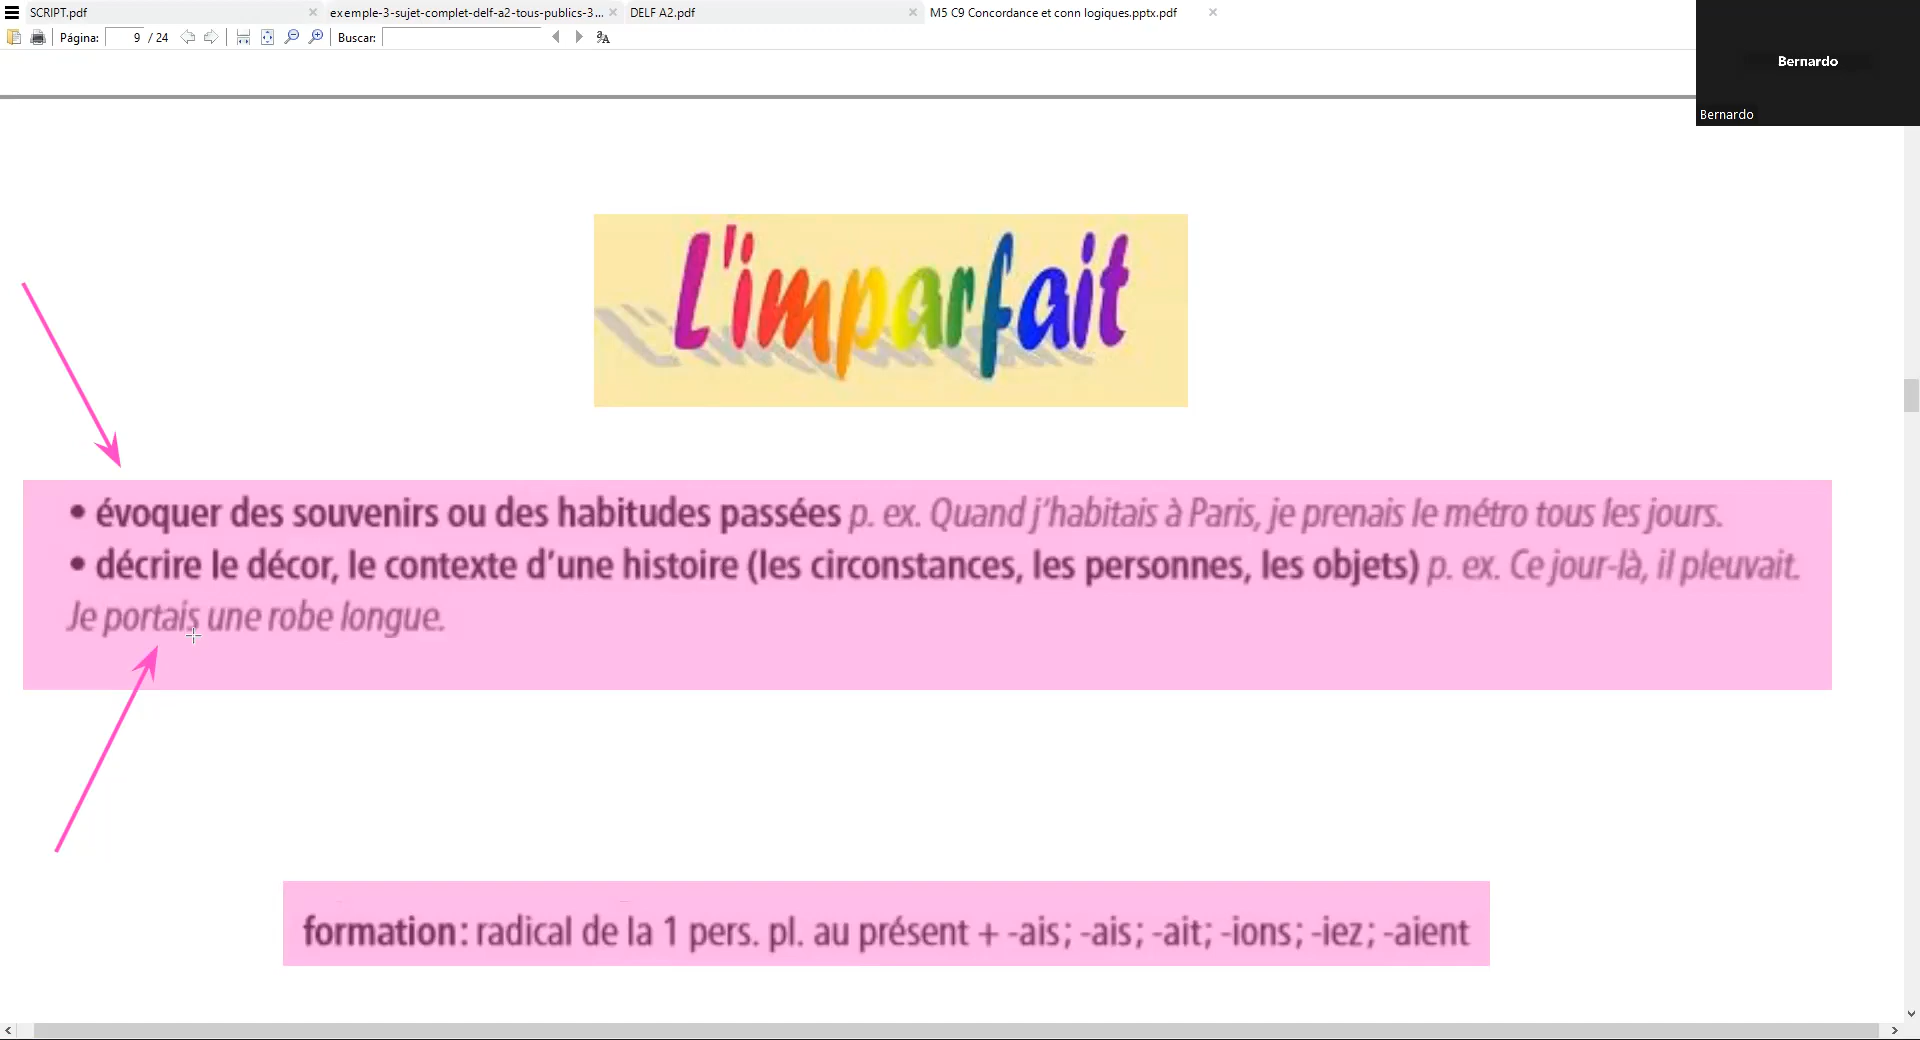 SCRIPT.pdf
exemple-3-sujet-complet-delf-a2-tous-publics-3...
DELF A2.pdf
M5 C9 Concordance et conn logiques.pptx.pdf
Página: 9 / 24
Buscar:
Bernardo
Bernardo
L'imparfait
• évoquer des souvenirs ou des habitudes passées p. ex. Quand j'habitais à Paris, je prenais le métro tous les jours.
• décrire le décor, le contexte d'une histoire (les circonstances, les personnes, les objets) p. ex. Ce jour-là, il pleuvait.
Je portais une robe longue.
formation: radical de la 1 pers. pl. au présent + -ais; -ais; -ait; -ions; -iez; -aient